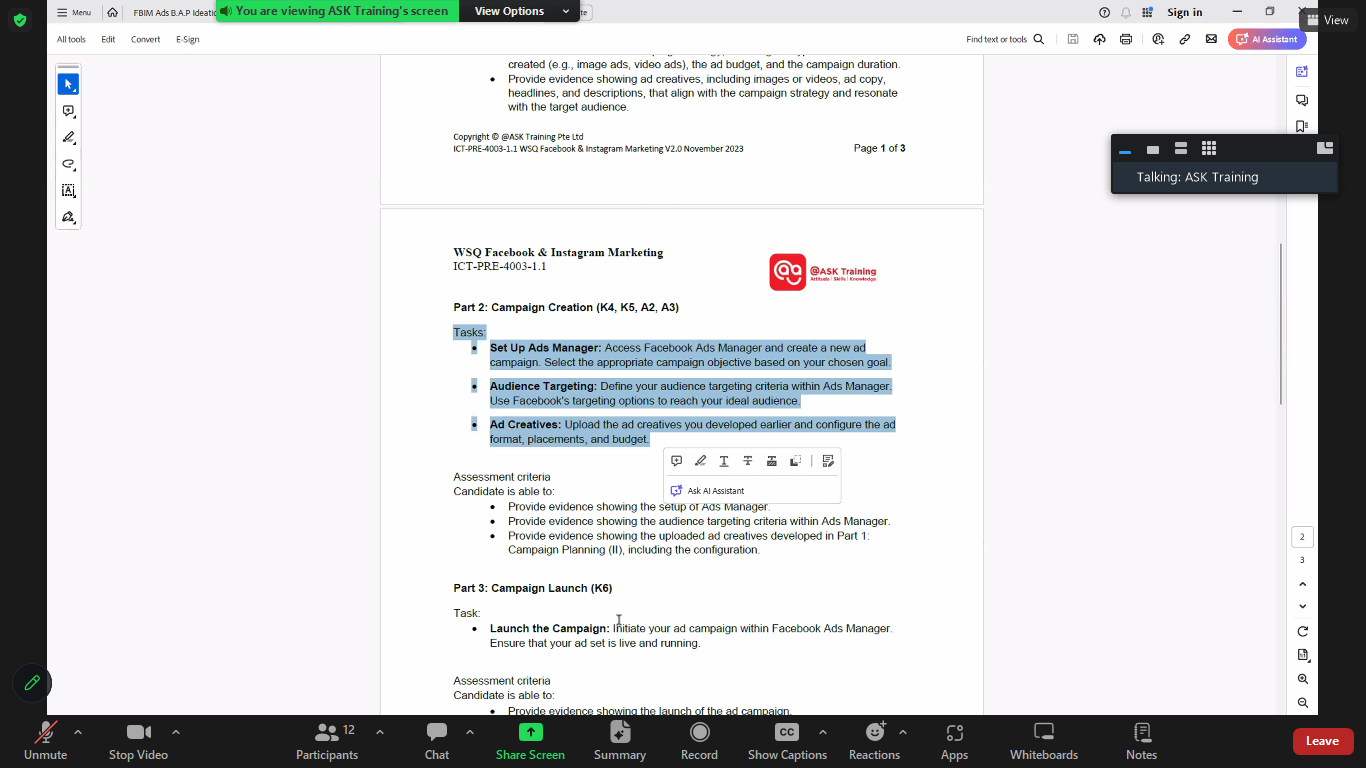 Menu
FBIM Ads B.A.P Ideatio
You are viewing ASK Training's screen
View Options
te
Sign in
View
All tools
Edit
Convert
E-Sign
Find text or tools
AI Assistant
created (e.g., image ads, video ads), the ad budget, and the campaign duration.
• Provide evidence showing ad creatives, including images or videos, ad copy,
headlines, and descriptions, that align with the campaign strategy and resonate
with the target audience.
Copyright © @ASK Training Pte Ltd
ICT-PRE-4003-1.1 WSQ Facebook & Instagram Marketing V2.0 November 2023
Page 1 of 3
Talking: ASK Training
WSQ Facebook & Instagram Marketing
ICT-PRE-4003-1.1
@ASK Training
Attitude | Skills | Knowledge
Part 2: Campaign Creation (K4, K5, A2, A3)
Tasks:
• Set Up Ads Manager: Access Facebook Ads Manager and create a new ad
campaign. Select the appropriate campaign objective based on your chosen goal.
• Audience Targeting: Define your audience targeting criteria within Ads Manager.
Use Facebook's targeting options to reach your ideal audience.
• Ad Creatives: Upload the ad creatives you developed earlier and configure the ad
format, placements, and budget.
Ask AI Assistant
Assessment criteria
Candidate is able to:
• Provide evidence showing the setup of Ads Manager.
• Provide evidence showing the audience targeting criteria within Ads Manager.
• Provide evidence showing the uploaded ad creatives developed in Part 1:
Campaign Planning (II), including the configuration.
Part 3: Campaign Launch (K6)
Task:
• Launch the Campaign: Initiate your ad campaign within Facebook Ads Manager.
Ensure that your ad set is live and running.
Assessment criteria
Candidate is able to:
• Provide evidence showing the launch of the ad campaign.
2
3
Unmute
Stop Video
12
Participants
Chat
Share Screen
Summary
Record
CC
Show Captions
Reactions
Apps
Whiteboards
Notes
Leave